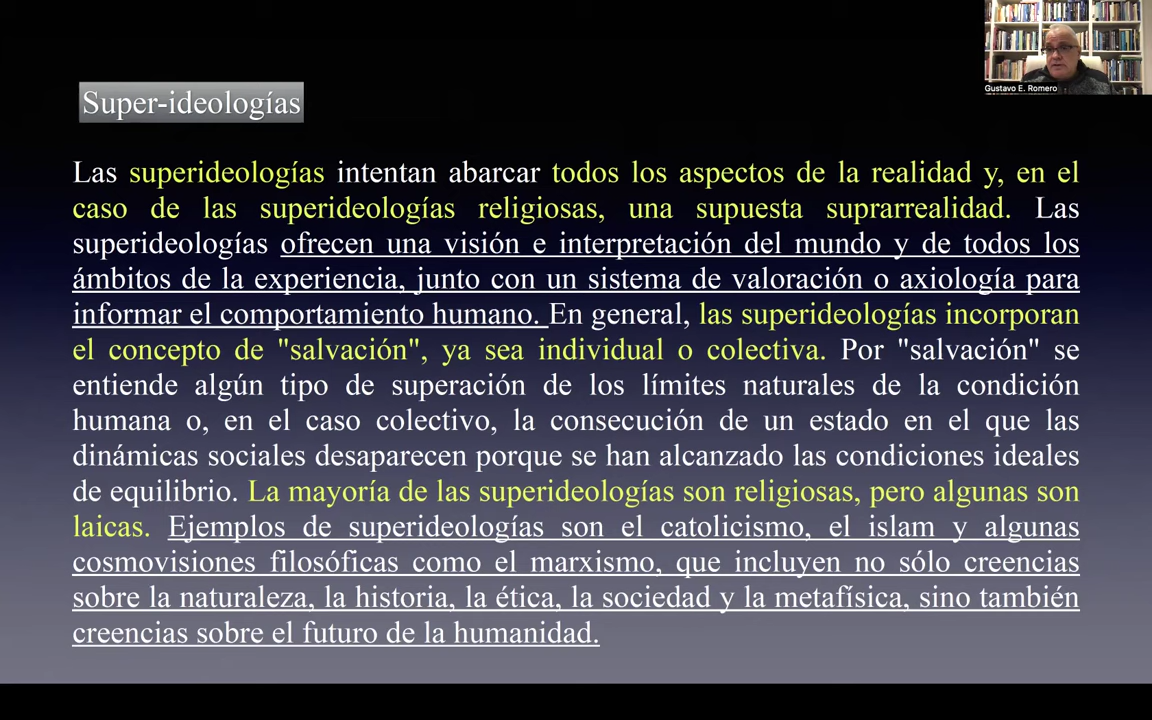 Gustavo E. Romero
Super-ideologías
Las superideologías intentan abarcar todos los aspectos de la realidad y, en el
caso de las superideologías religiosas, una supuesta suprarrealidad. Las
superideologías ofrecen una visión e interpretación del mundo y de todos los
ámbitos de la experiencia, junto con un sistema de valoración o axiología para
informar el comportamiento humano. En general, las superideologías incorporan
el concepto de "salvación", ya sea individual o colectiva. Por "salvación" se
entiende algún tipo de superación de los límites naturales de la condición
humana o, en el caso colectivo, la consecución de un estado en el que las
dinámicas sociales desaparecen porque se han alcanzado las condiciones ideales
de equilibrio. La mayoría de las superideologías son religiosas, pero algunas son
laicas. Ejemplos de superideologías son el catolicismo, el islam y algunas
cosmovisiones filosóficas como el marxismo, que incluyen no sólo creencias
sobre la naturaleza, la historia, la ética, la sociedad y la metafísica, sino también
creencias sobre el futuro de la humanidad.